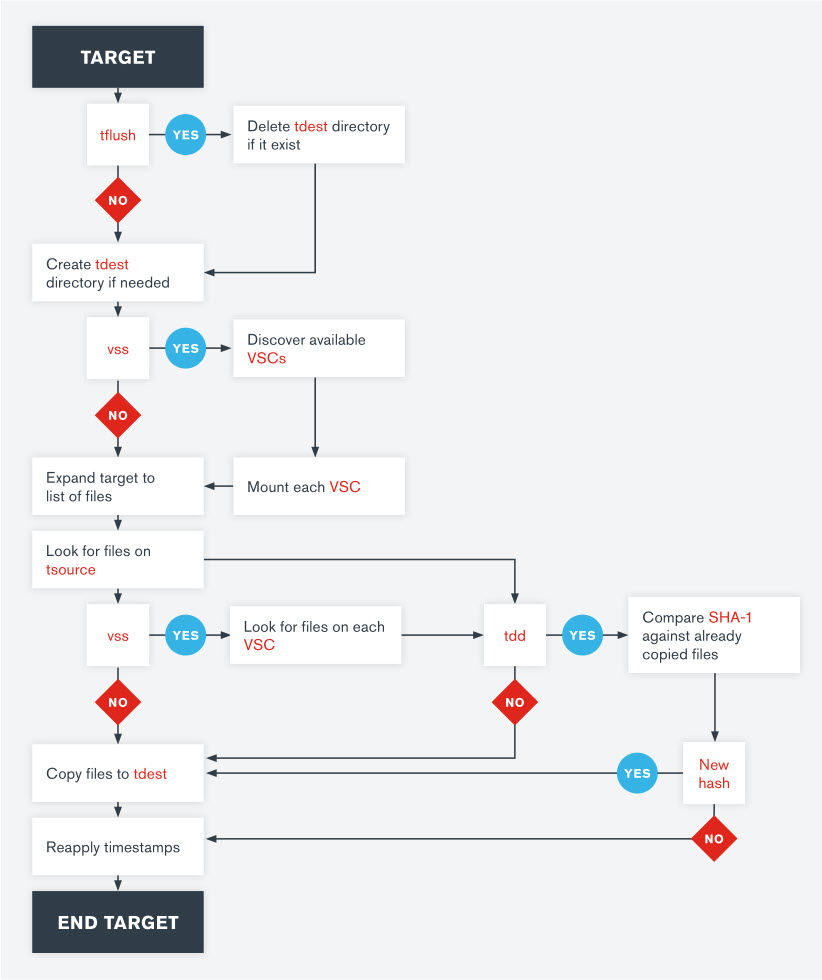 TARGET
tflush
YES
Delete tdest directory
if it exist
NO
Create tdest
directory if needed
vss
YES
Discover available
VSCs
NO
Expand target to
list of files
Mount each VSC
Look for files on
tsource
vss
YES
Look for files on each
VSC
tdd
YES
Compare SHA-1
against already
copied files
NO
NO
Copy files to tdest
YES
New
hash
Reapply timestamps
NO
END TARGET